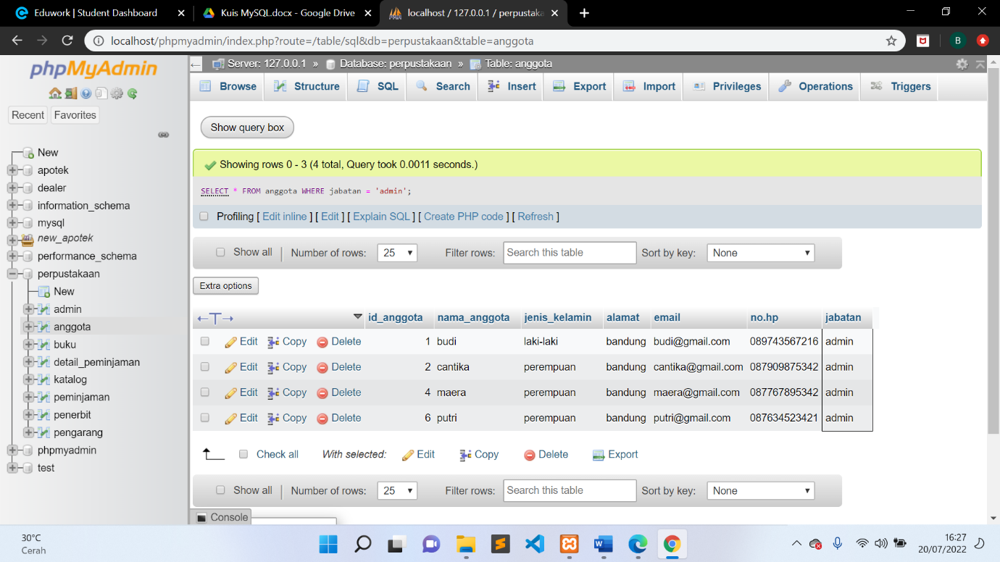 Eduwork | Student Dashboard
Kuis MySQL.docx - Google Drive
localhost / 127.0.0.1 / perpustaka
localhost/phpmyadmin/index.php?route=/table/sql&db=perpustakaan&table=anggota
B
phpMyAdmin
Recent Favorites
New
apotek
dealer
information_schema
mysql
new_apotek
performance_schema
perpustakaan
New
admin
anggota
buku
detail_peminjaman
katalog
peminjaman
penerbit
pengarang
phpmyadmin
test
Server: 127.0.0.1 » Database: perpustakaan » Table: anggota
Browse Structure SQL Search Insert Export Import Privileges Operations Triggers
Show query box
Showing rows 0 - 3 (4 total, Query took 0.0011 seconds.)
SELECT * FROM anggota WHERE jabatan = 'admin';
Profiling [ Edit inline ] [ Edit ] [ Explain SQL ] [ Create PHP code ] [ Refresh ]
Show all Number of rows: 25 Filter rows: Search this table Sort by key: None
Extra options
←T→ id_anggota nama_anggota jenis_kelamin alamat email no.hp jabatan
Edit Copy Delete 1 budi laki-laki bandung budi@gmail.com 089743567216 admin
Edit Copy Delete 2 cantika perempuan bandung cantika@gmail.com 087909875342 admin
Edit Copy Delete 4 maera perempuan bandung maera@gmail.com 087767895342 admin
Edit Copy Delete 6 putri perempuan bandung putri@gmail.com 087634523421 admin
Check all With selected: Edit Copy Delete Export
Show all Number of rows: 25 Filter rows: Search this table Sort by key: None
Console
30°C
Cerah
16:27
20/07/2022